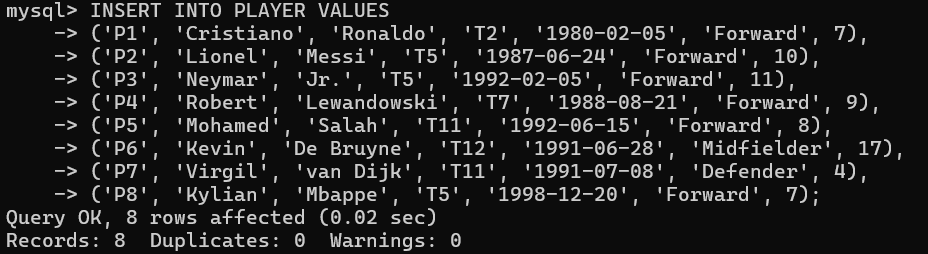 mysql> INSERT INTO PLAYER VALUES
    -> ('P1', 'Cristiano', 'Ronaldo', 'T2', '1980-02-05', 'Forward', 7),
    -> ('P2', 'Lionel', 'Messi', 'T5', '1987-06-24', 'Forward', 10),
    -> ('P3', 'Neymar', 'Jr.', 'T5', '1992-02-05', 'Forward', 11),
    -> ('P4', 'Robert', 'Lewandowski', 'T7', '1988-08-21', 'Forward', 9),
    -> ('P5', 'Mohamed', 'Salah', 'T11', '1992-06-15', 'Forward', 8),
    -> ('P6', 'Kevin', 'De Bruyne', 'T12', '1991-06-28', 'Midfielder', 17),
    -> ('P7', 'Virgil', 'van Dijk', 'T11', '1991-07-08', 'Defender', 4),
    -> ('P8', 'Kylian', 'Mbappe', 'T5', '1998-12-20', 'Forward', 7);
Query OK, 8 rows affected (0.02 sec)
Records: 8  Duplicates: 0  Warnings: 0